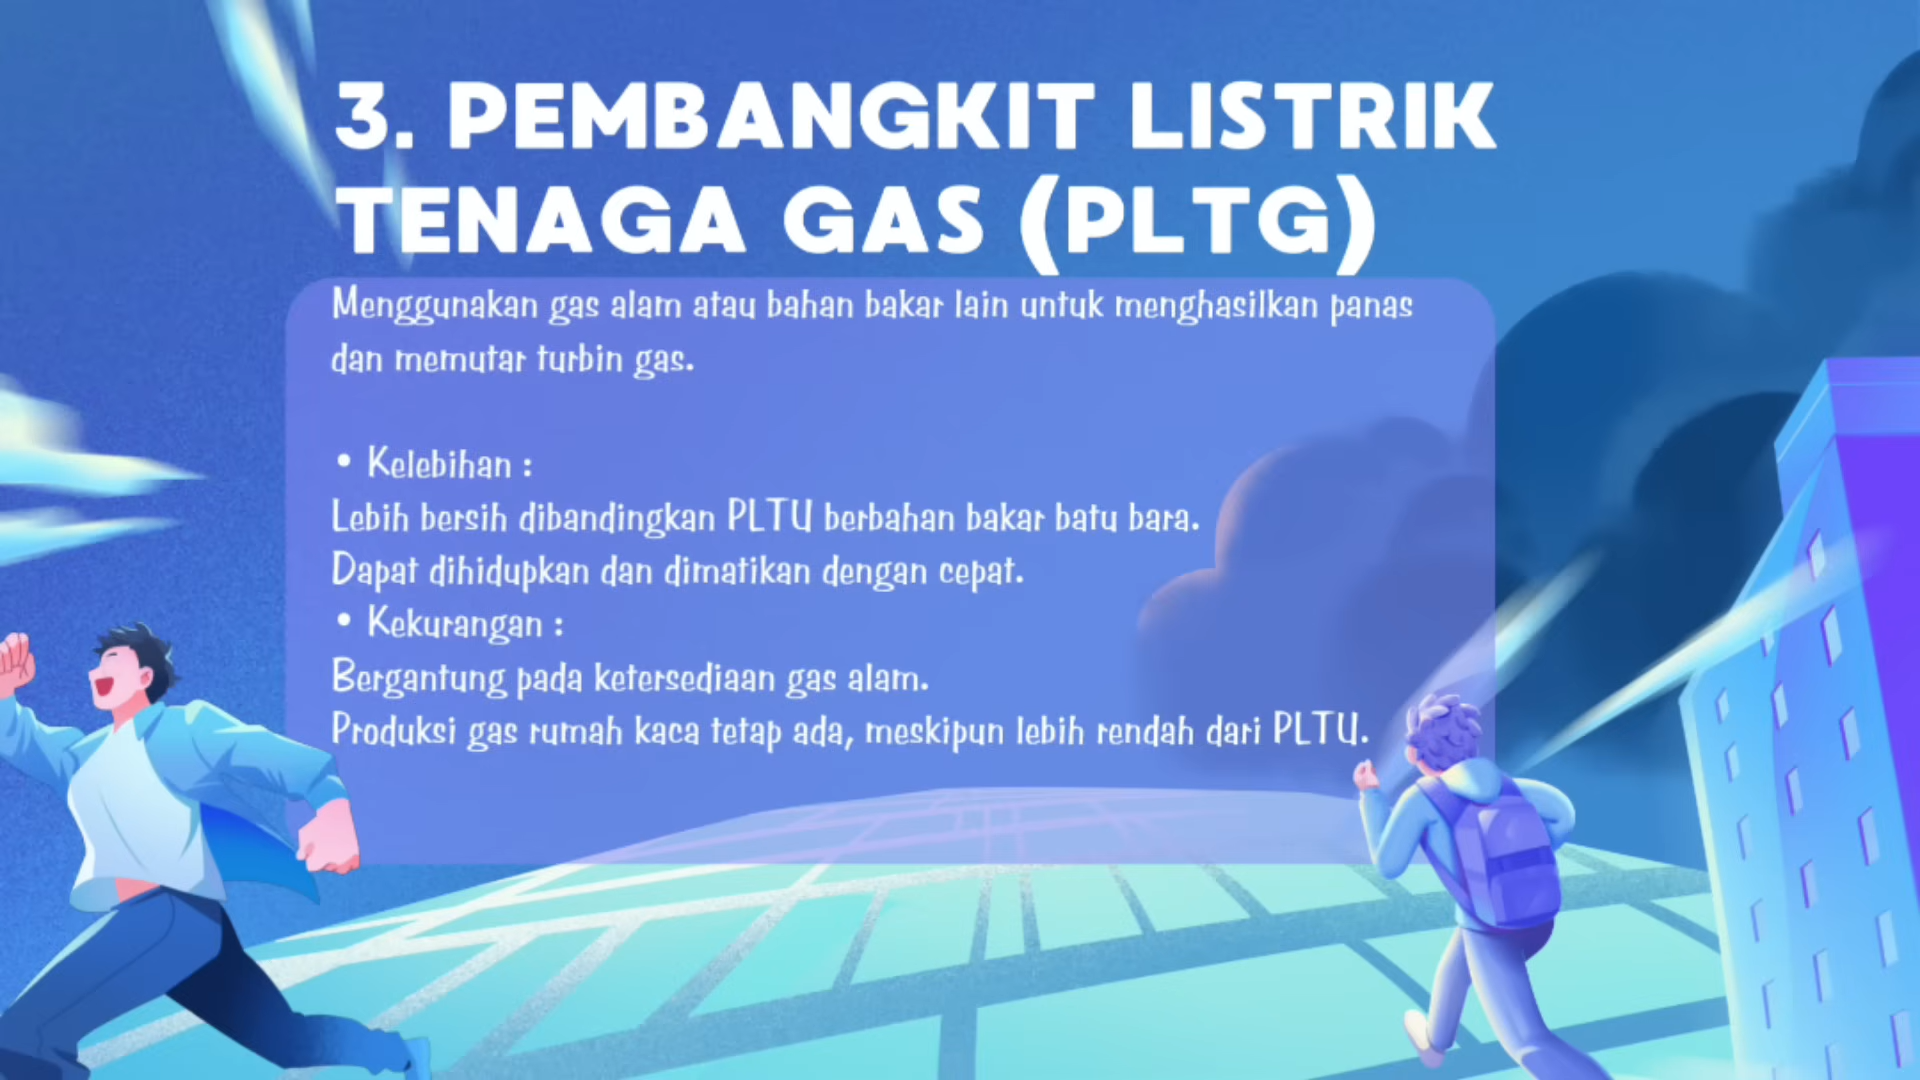 3. PEMBANGKIT LISTRIK
TENAGA GAS (PLTG)
Menggunakan gas alam atau bahan bakar lain untuk menghasilkan panas
dan memutar turbin gas.
• Kelebihan :
Lebih bersih dibandingkan PLTU berbahan bakar batu bara.
Dapat dihidupkan dan dimatikan dengan cepat.
• Kekurangan :
Bergantung pada ketersediaan gas alam.
Produksi gas rumah kaca tetap ada, meskipun lebih rendah dari PLTU.